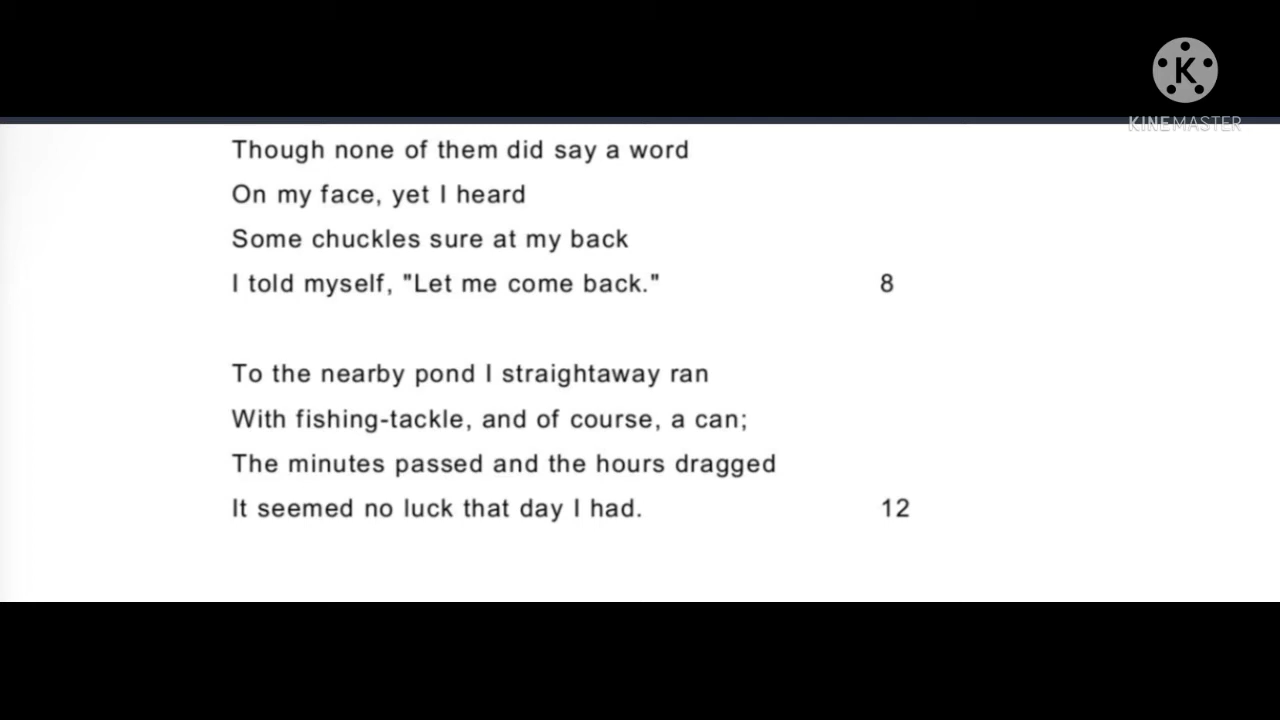 K
KINEMASTER
Though none of them did say a word
On my face, yet I heard
Some chuckles sure at my back
I told myself, "Let me come back." 8
To the nearby pond I straightaway ran
With fishing-tackle, and of course, a can;
The minutes passed and the hours dragged
It seemed no luck that day I had. 12